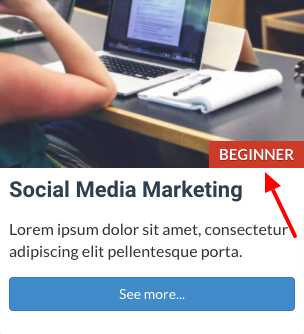 BEGINNER
Social Media Marketing
Lorem ipsum dolor sit amet, consectetur
adipiscing elit pellentesque porta.
See more...